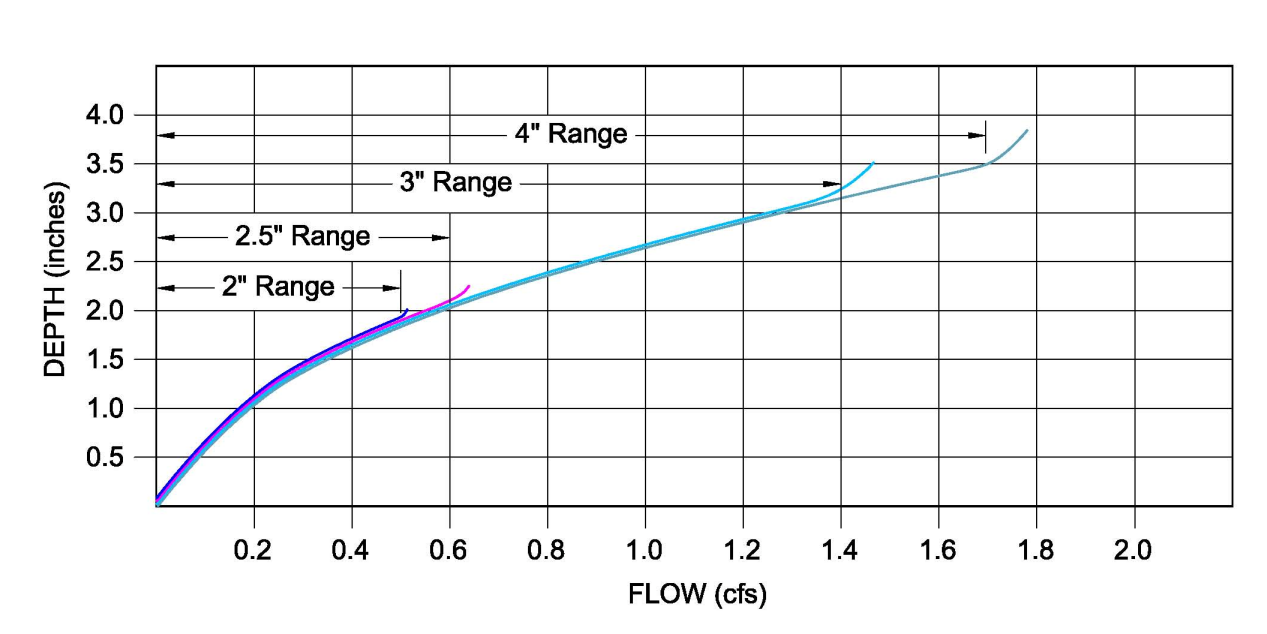 4.0
4" Range
3.5
3" Range
3.0
2.5" Range
2.5
2" Range
2.0
1.5
1.0
0.5
DEPTH (inches)
0.2 0.4 0.6 0.8 1.0 1.2 1.4 1.6 1.8 2.0
FLOW (cfs)